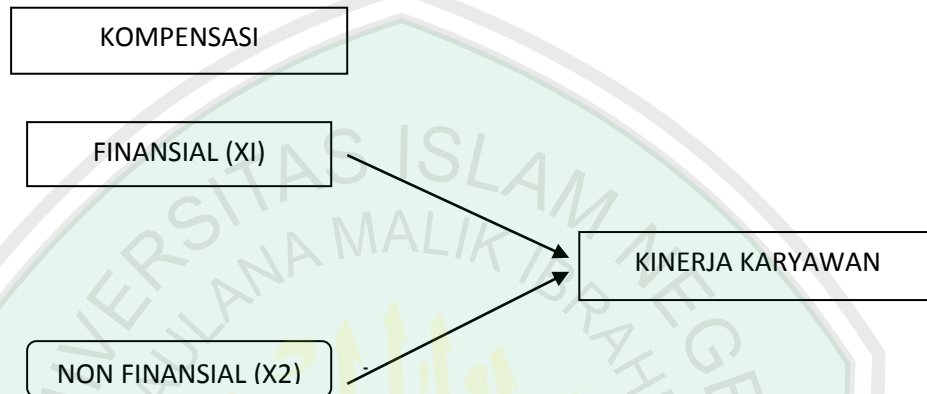 KOMPENSASI
FINANSIAL (XI)
KINERJA KARYAWAN
NON FINANSIAL (X2)